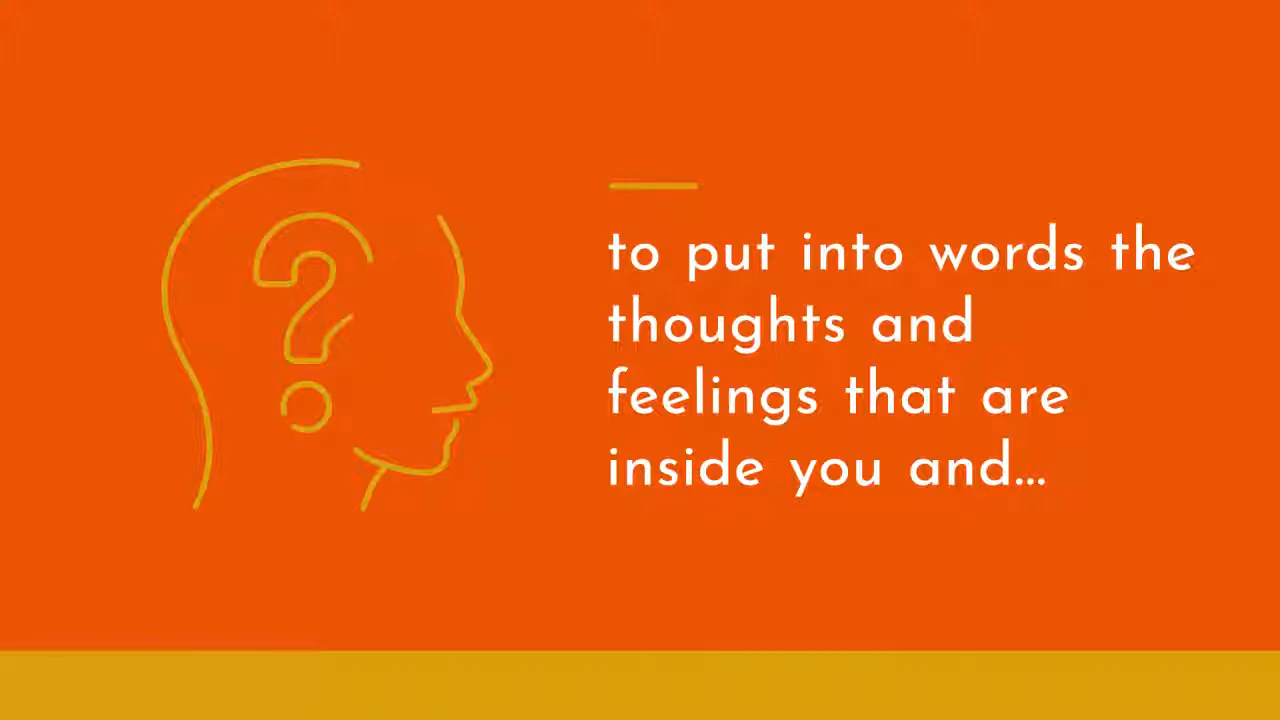 to put into words the
thoughts and
feelings that are
inside you and...